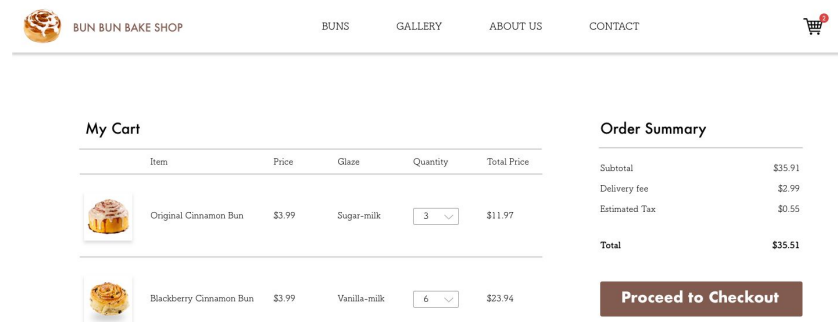 BUN BUN BAKE SHOP BUNS GALLERY ABOUT US CONTACT 2
My Cart
Item Price Glaze Quantity Total Price
Original Cinnamon Bun $3.99 Sugar-milk 3 $11.97
Blackberry Cinnamon Bun $3.99 Vanilla-milk 6 $23.94
Order Summary
Subtotal $35.91
Delivery fee $2.99
Estimated Tax $0.55
Total $35.51
Proceed to Checkout